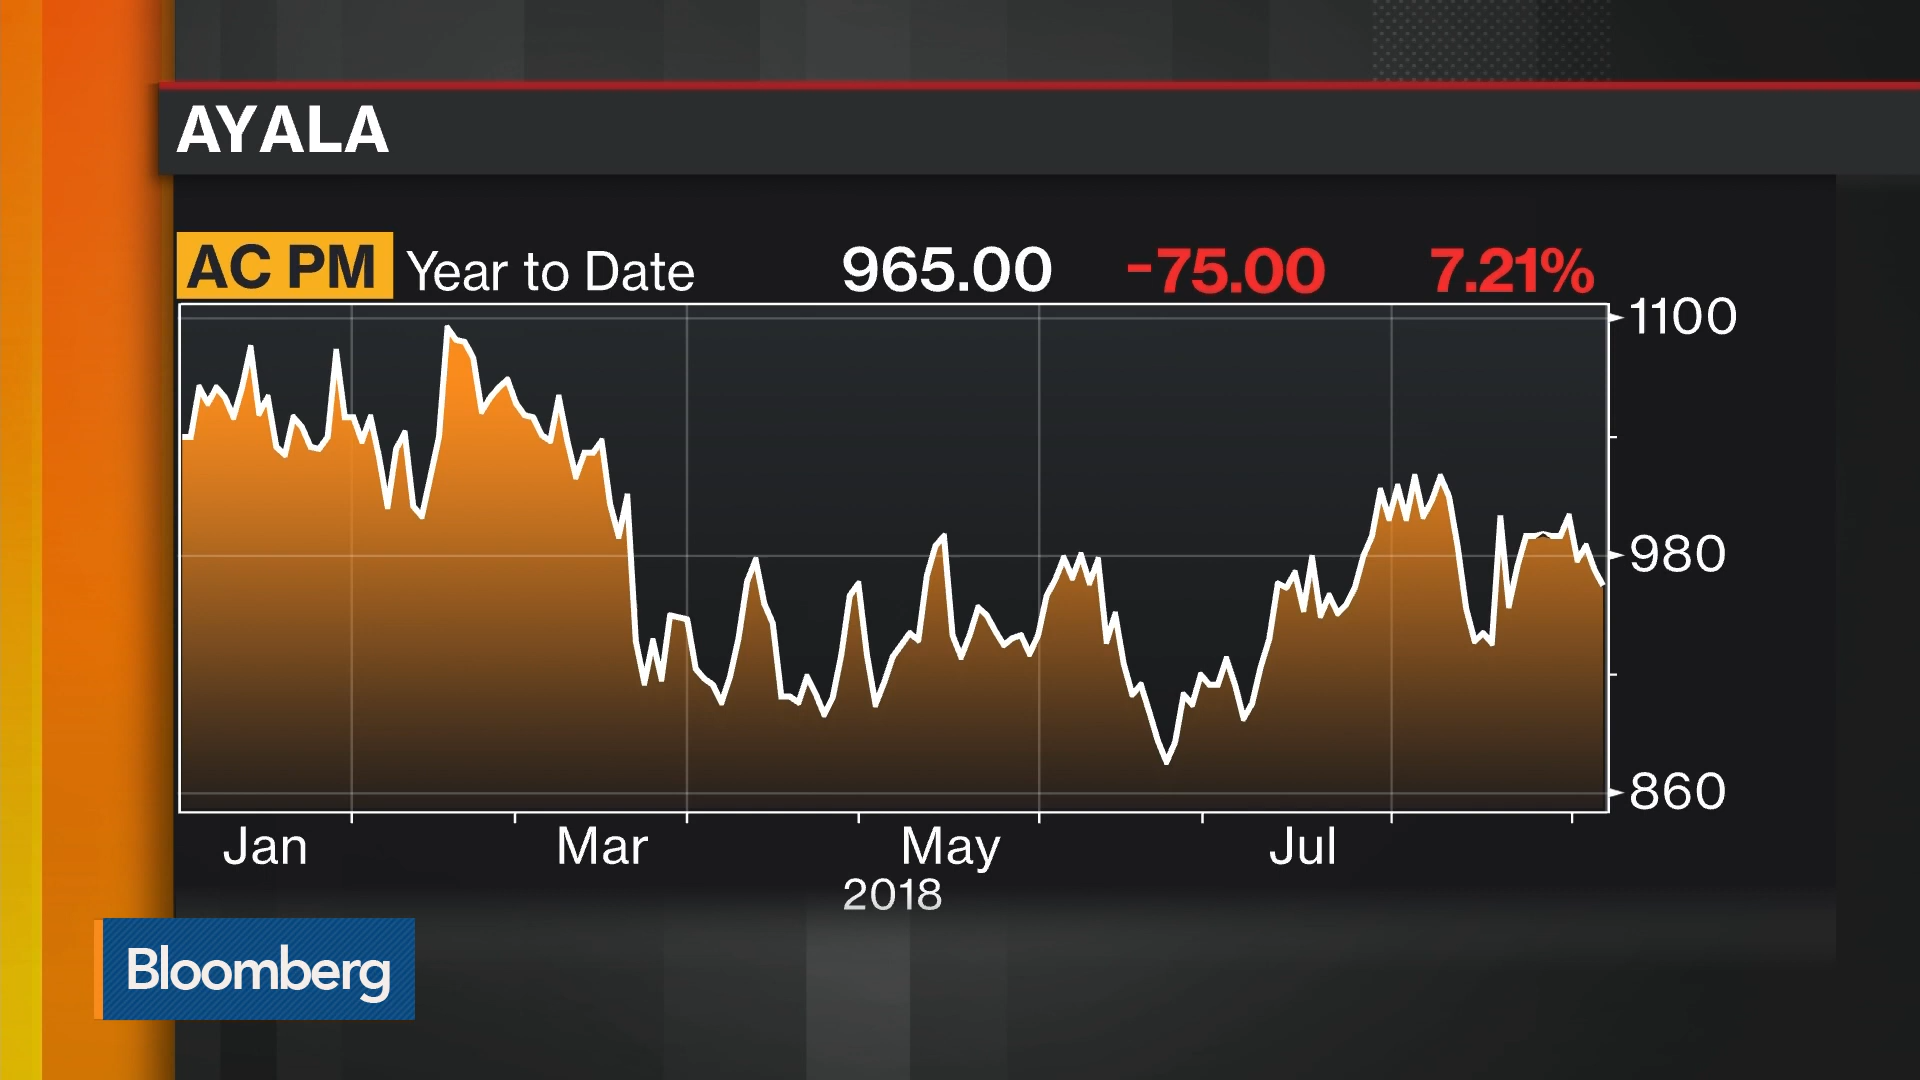 AYALA
AC PM Year to Date 965.00 -75.00 7.21%
1100
980
860
Jan Mar May Jul
2018
Bloomberg